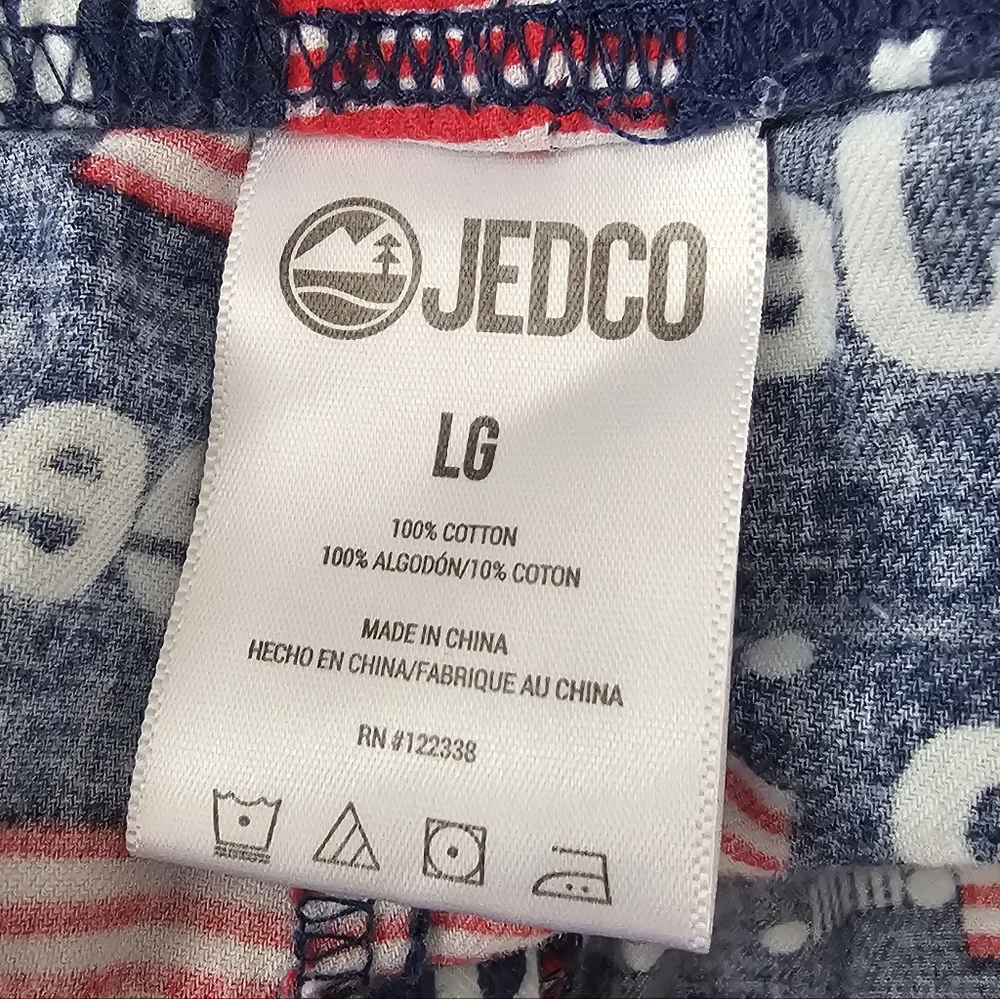 JEDCO
LG
100% COTTON
100% ALGODÓN/10% COTON
MADE IN CHINA
HECHO EN CHINA/FABRIQUE AU CHINA
RN #122338